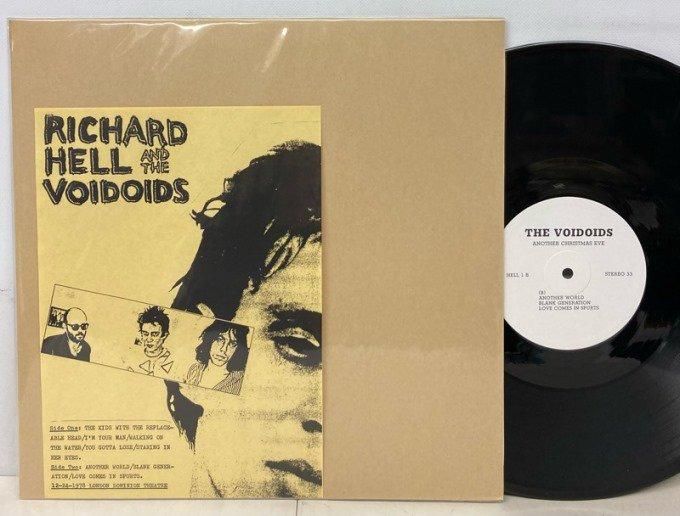 RICHARD
HELL AND THE
VOIDOIDS
Side One: THE KIDS WITH THE REPLACE-
ABLE HEAD/I'M YOUR MAN/WALKING ON
THE WATER/YOU GOTTA LOSE/STARING IN
HER EYES.
Side Two: ANOTHER WORLD/BLANK GENER-
ATION/LOVE COMES IN SPURTS.
12-24-1978 LONDON DOMINION THEATRE
THE VOIDOIDS
ANOTHER CHRISTMAS EVE
HELL 1 B
STEREO 33
(B)
ANOTHER WORLD
BLANK GENERATION
LOVE COMES IN SPURTS